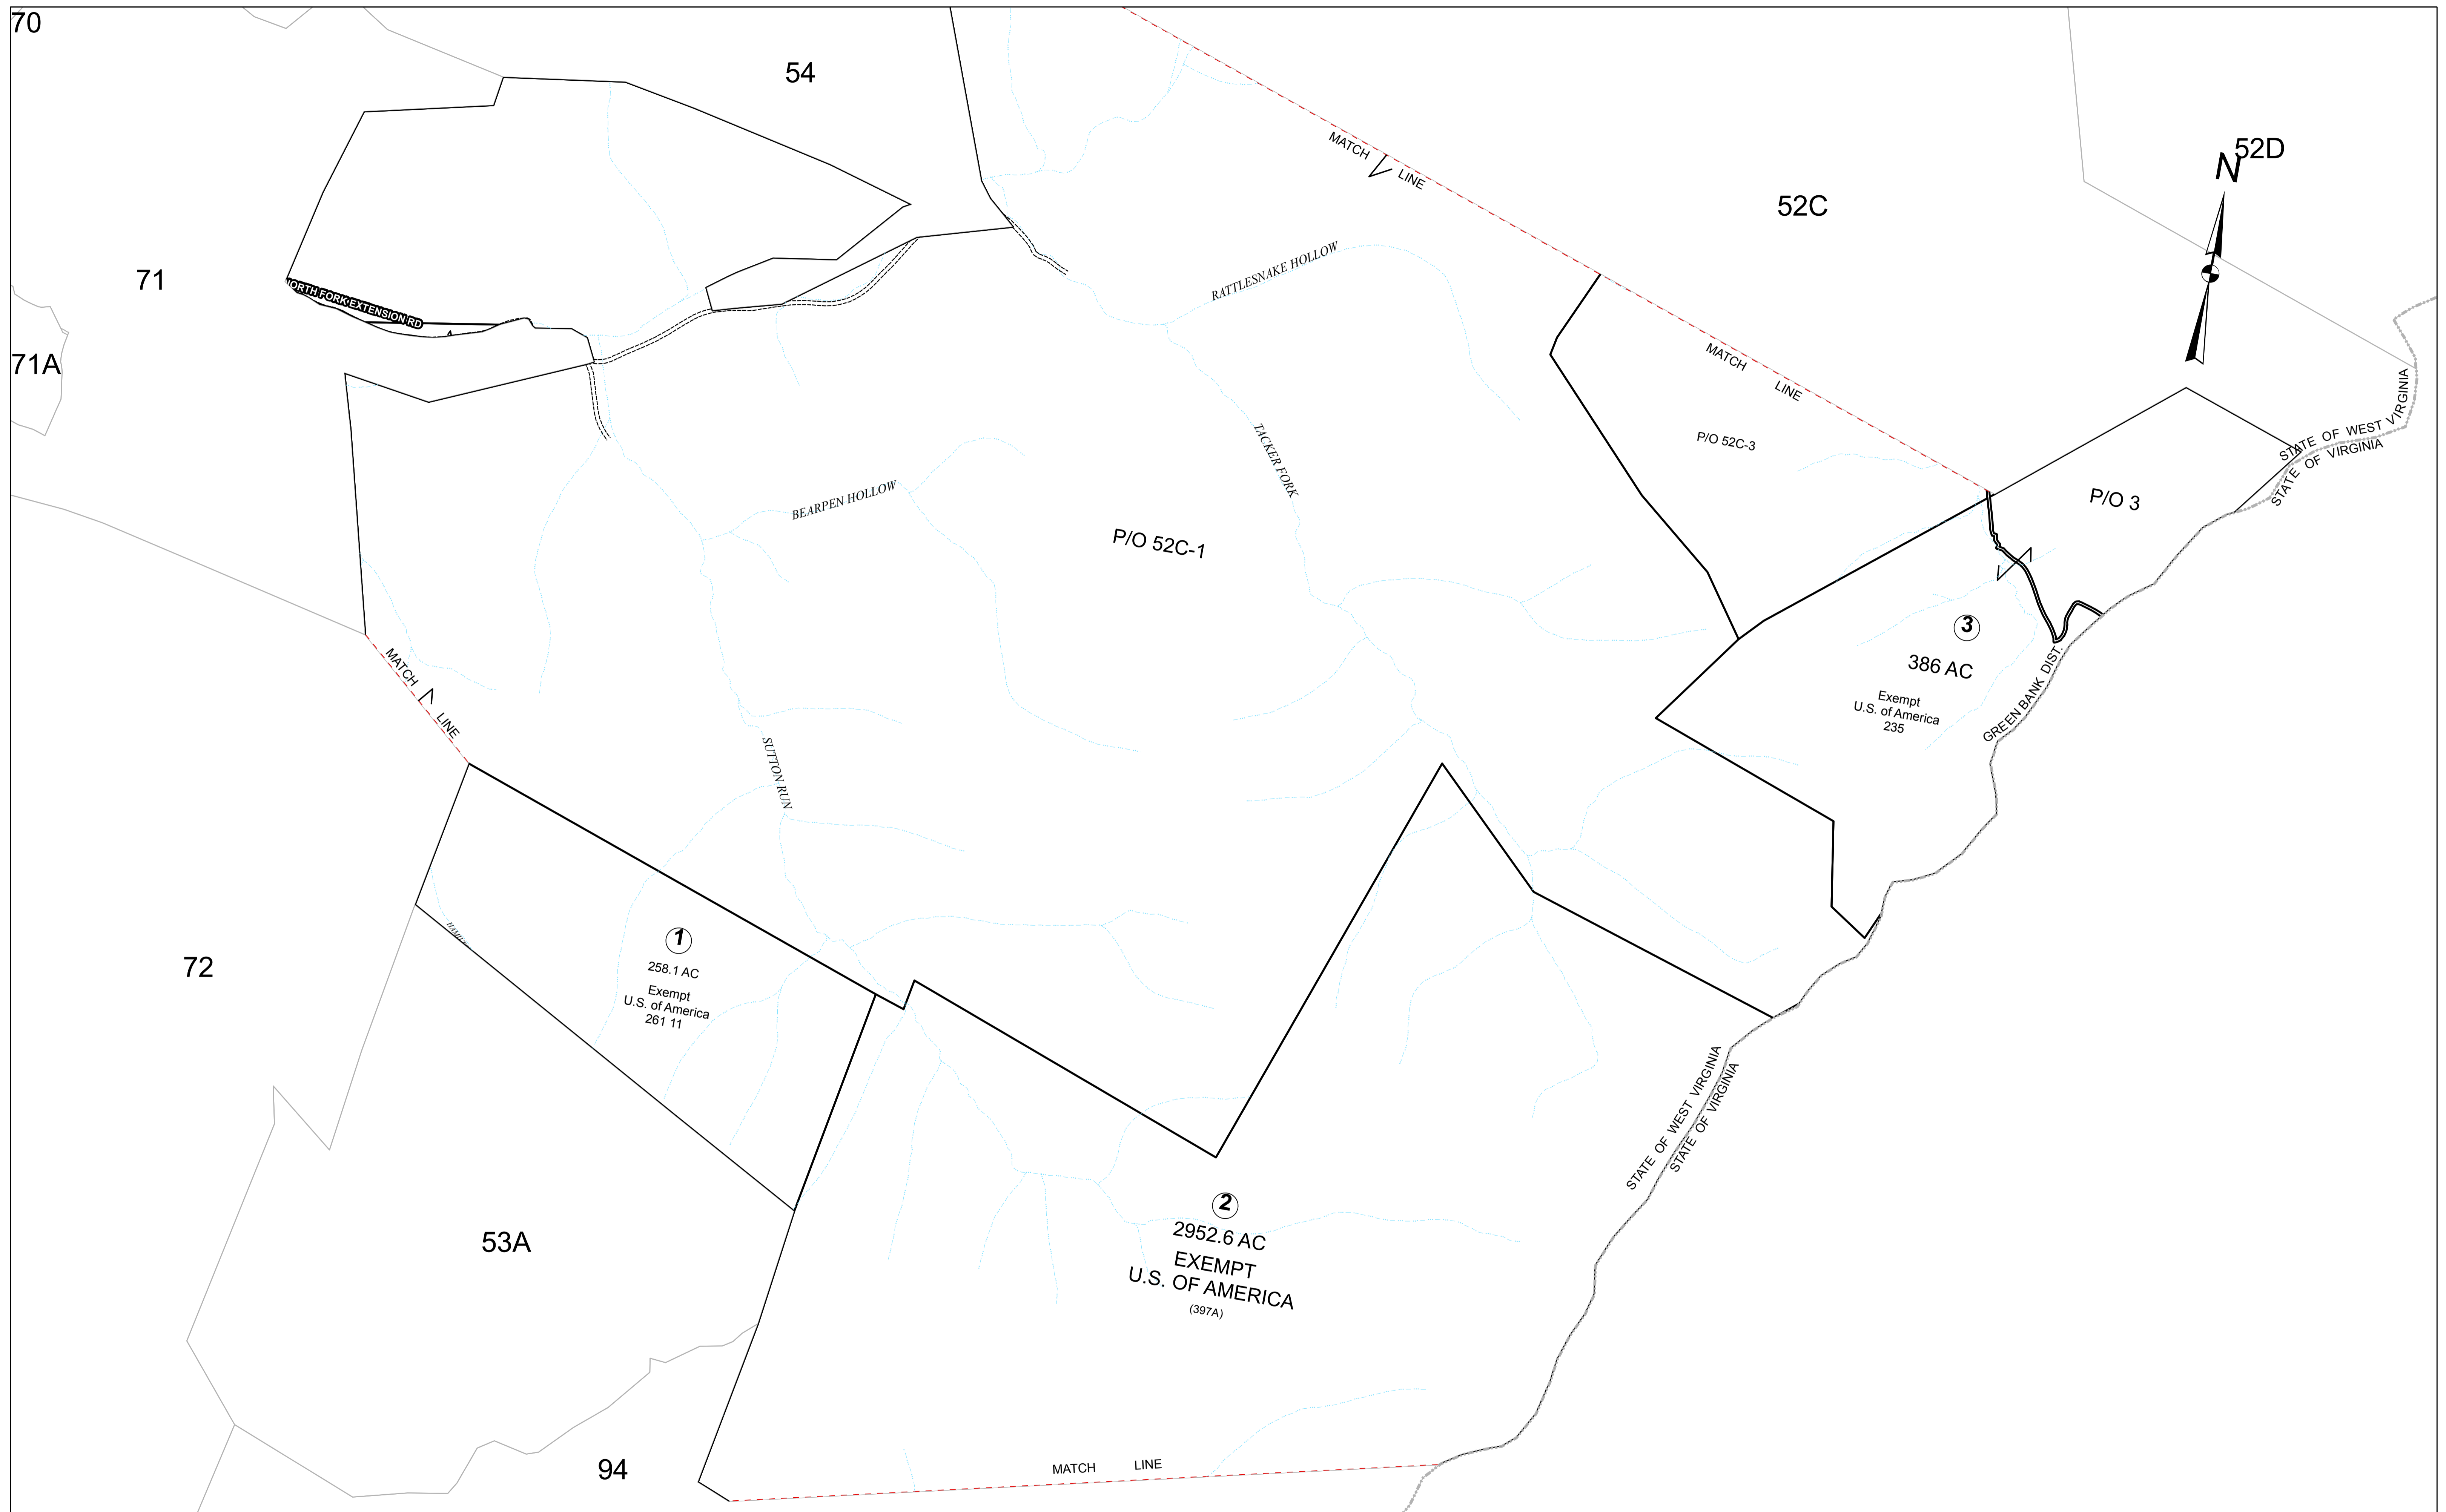 70
54
52D
N
MATCH LINE
52C
71
RATTLESNAKE HOLLOW
NORTH FORK EXTENSION RD
71A
MATCH LINE
P/O 52C-3
STATE OF WEST VIRGINIA
STATE OF VIRGINIA
TACKER FORK
BEARPEN HOLLOW
P/O 3
P/O 52C-1
3
386 AC
Exempt
U.S. of America
235
GREEN BANK DIST.
MATCH LINE
SUTTON RUN
1
258.1 AC
Exempt
U.S. of America
261 11
72
STATE OF WEST VIRGINIA
STATE OF VIRGINIA
2
2952.6 AC
EXEMPT
U.S. OF AMERICA
(397A)
53A
94
MATCH LINE